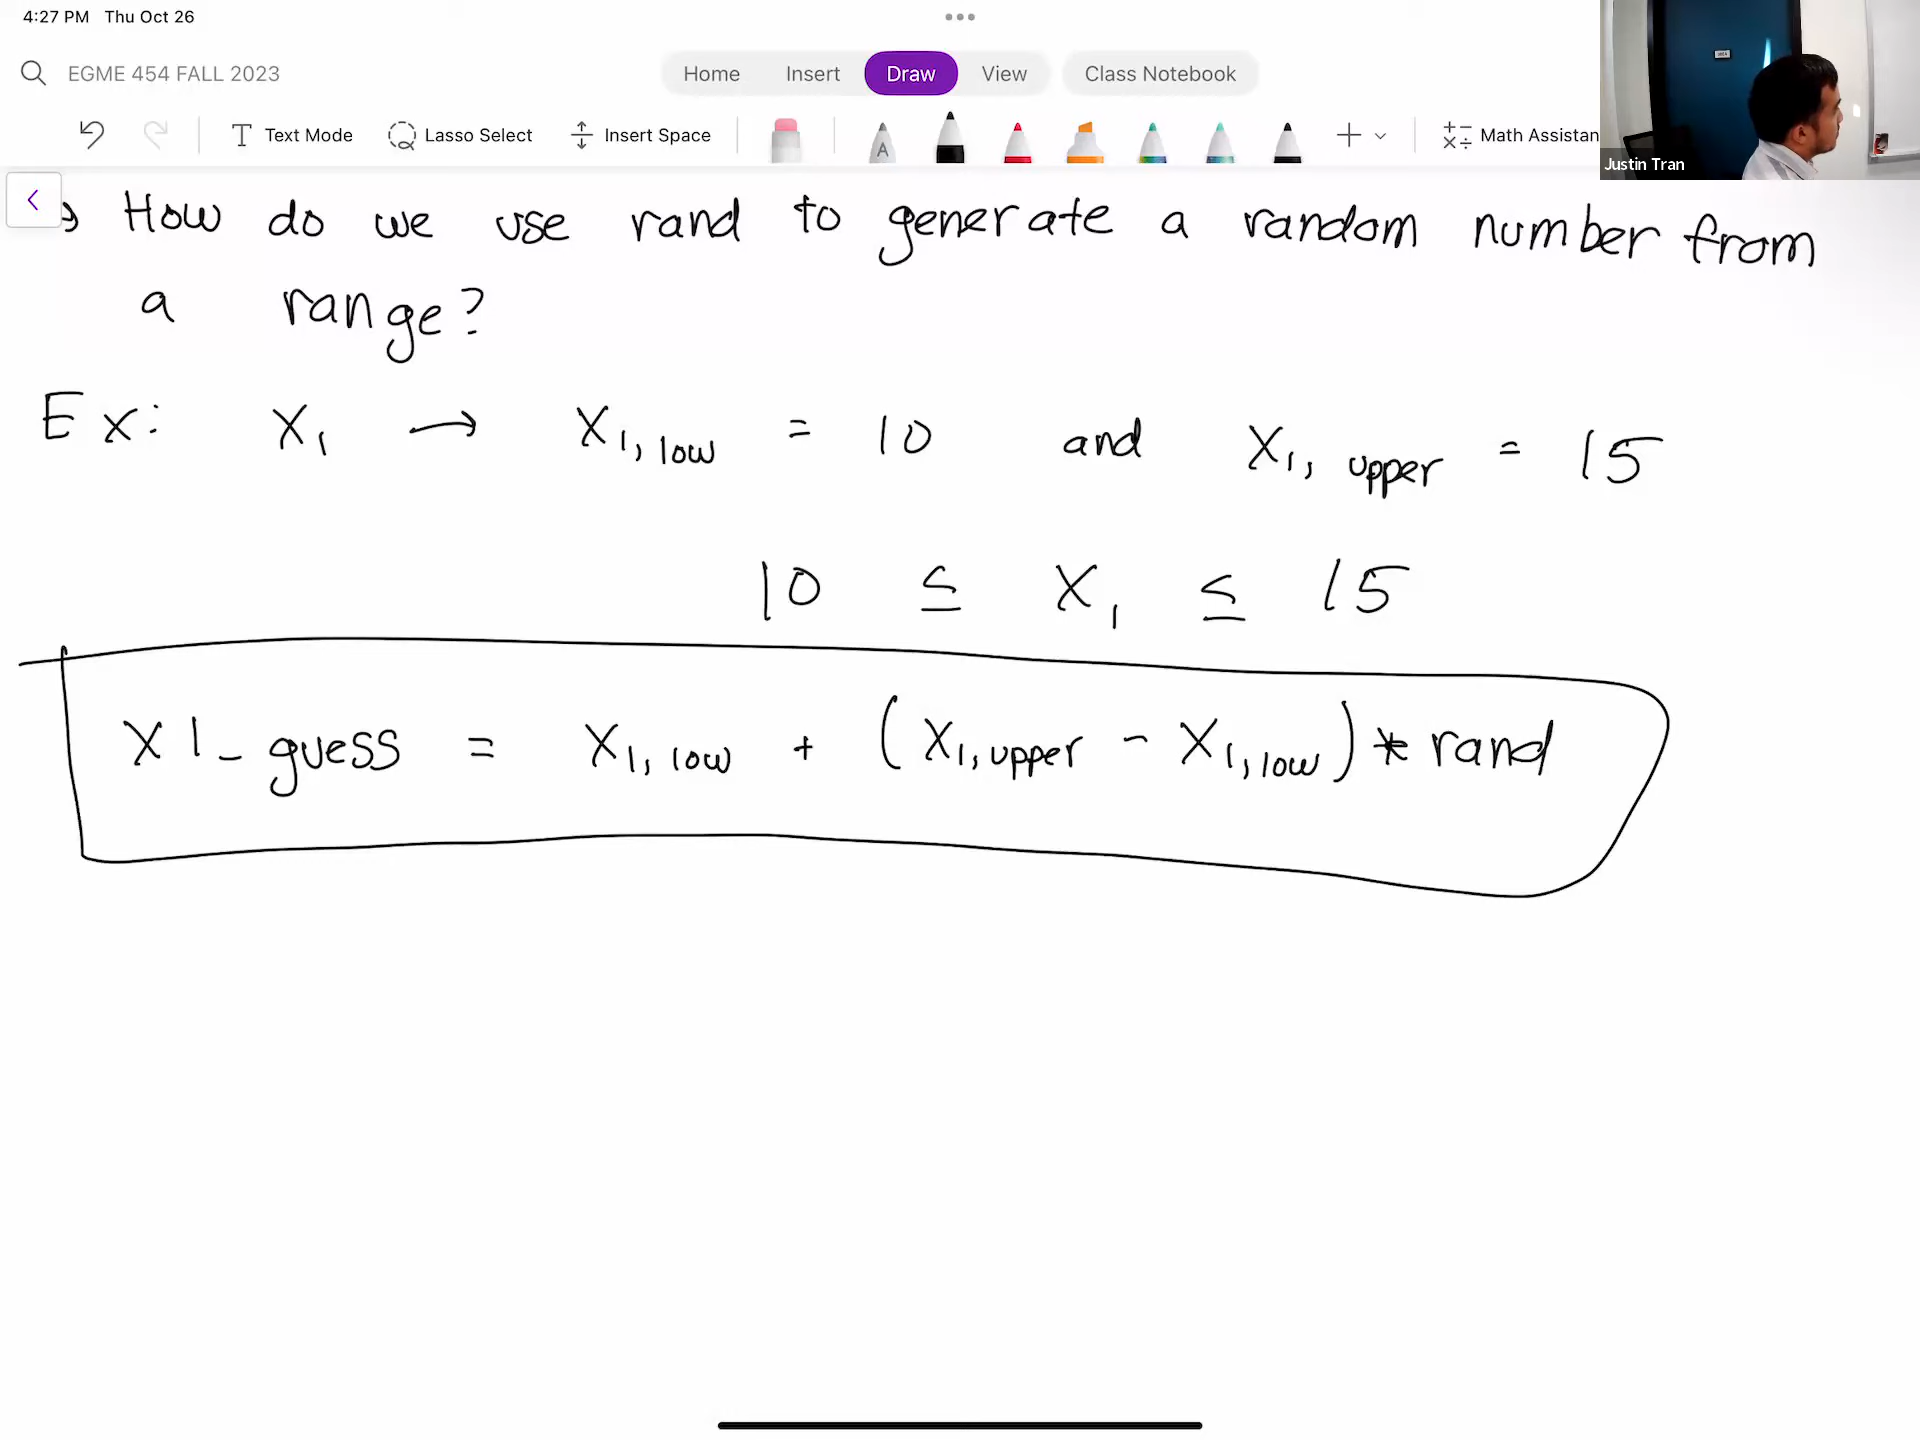 4:27 PM Thu Oct 26
EGME 454 FALL 2023
Home Insert Draw View Class Notebook
Text Mode Lasso Select Insert Space A Math Assistan
Justin Tran
How do we use rand to generate a random number from
a range?
Ex: X₁ → X₁, low = 10 and X₁, upper = 15
10 ≤ X₁ ≤ 15
X1_guess = X₁, low + (X₁, upper - X₁, low) * rand